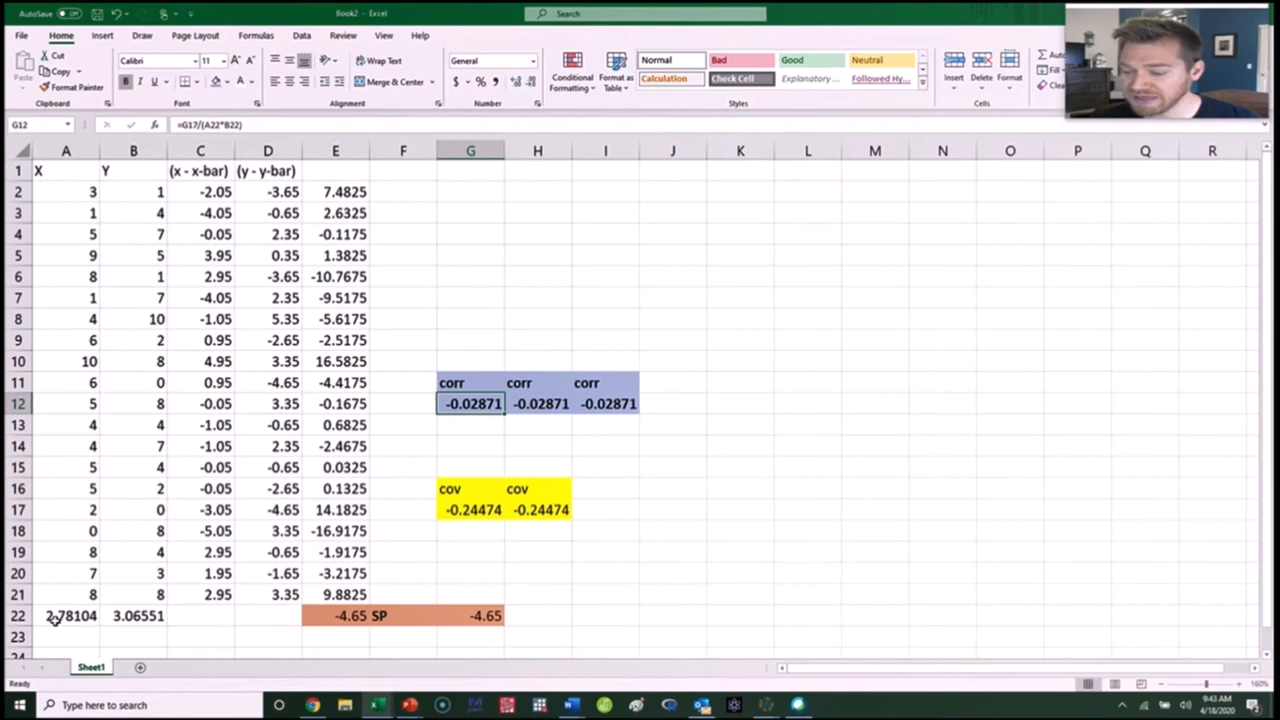 AutoSave Off Book2 - Excel Search
File Home Insert Draw Page Layout Formulas Data Review View Help
Cut Calibri 11 Wrap Text General Normal Bad Good Neutral
Paste Copy Merge & Center Conditional Formatting Format as Table Calculation Check Cell Explanatory ... Followed Hy... Insert Delete Format Fill
Format Painter
Clipboard Font Alignment Number Styles Cells
G12 fx =G17/(A22*B22)
A B C D E F G H I J K L M N O P Q R
1 X Y (x - x-bar) (y - y-bar)
2 3 1 -2.05 -3.65 7.4825
3 1 4 -4.05 -0.65 2.6325
4 5 7 -0.05 2.35 -0.1175
5 9 5 3.95 0.35 1.3825
6 8 1 2.95 -3.65 -10.7675
7 1 7 -4.05 2.35 -9.5175
8 4 10 -1.05 5.35 -5.6175
9 6 2 0.95 -2.65 -2.5175
10 10 8 4.95 3.35 16.5825
11 6 0 0.95 -4.65 -4.4175 corr corr corr
12 5 8 -0.05 3.35 -0.1675 -0.02871 -0.02871 -0.02871
13 4 4 -1.05 -0.65 0.6825
14 4 7 -1.05 2.35 -2.4675
15 5 4 -0.05 -0.65 0.0325
16 5 2 -0.05 -2.65 0.1325 cov cov
17 2 0 -3.05 -4.65 14.1825 -0.24474 -0.24474
18 0 8 -5.05 3.35 -16.9175
19 8 4 2.95 -0.65 -1.9175
20 7 3 1.95 -1.65 -3.2175
21 8 8 2.95 3.35 9.8825
22 2.78104 3.06551 -4.65 SP -4.65
23
24
Sheet1
Ready 160%
Type here to search 9:43 AM
4/18/2020